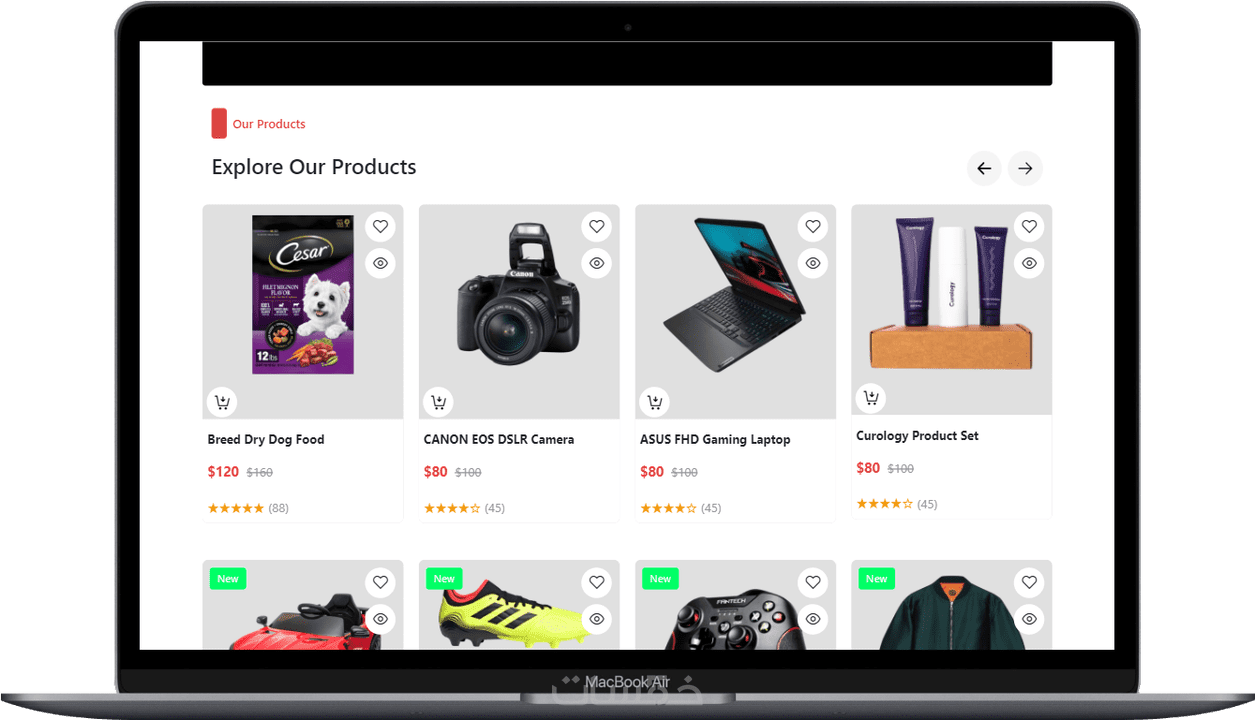 Our Products
Explore Our Products
Cesar
FILET MIGNON
FLAVOR
12 lbs
Canon
Curology
Curology
Curology
Breed Dry Dog Food
CANON EOS DSLR Camera
ASUS FHD Gaming Laptop
Curology Product Set
$120 $160
$80 $100
$80 $100
$80 $100
★★★★★ (88)
★★★★☆ (45)
★★★★☆ (45)
★★★★☆ (45)
New
New
New
New
FANTECH
MacBook Air
خمسات